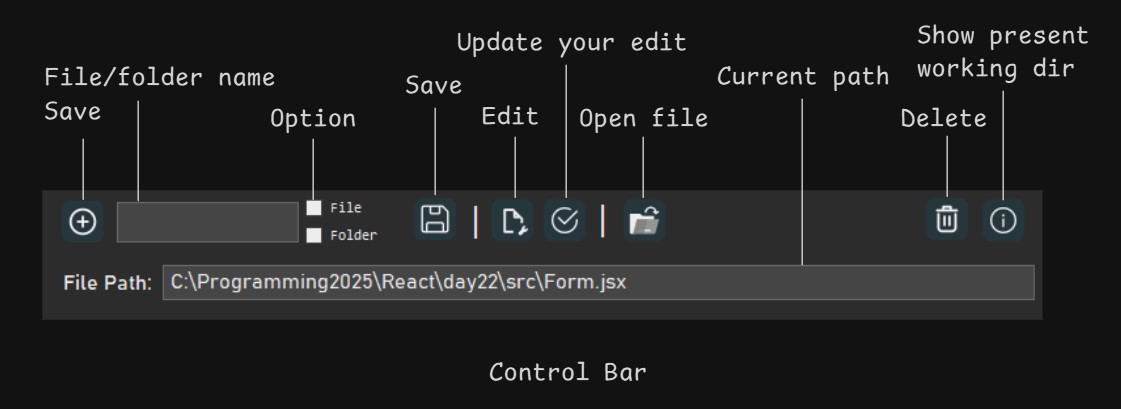 Update your edit
Show present
working dir
File/folder name
Save
Save
Current path
Option
Edit
Open file
Delete
File
Folder
File Path:
C:\Programming2025\React\day22\src\Form.jsx
Control Bar